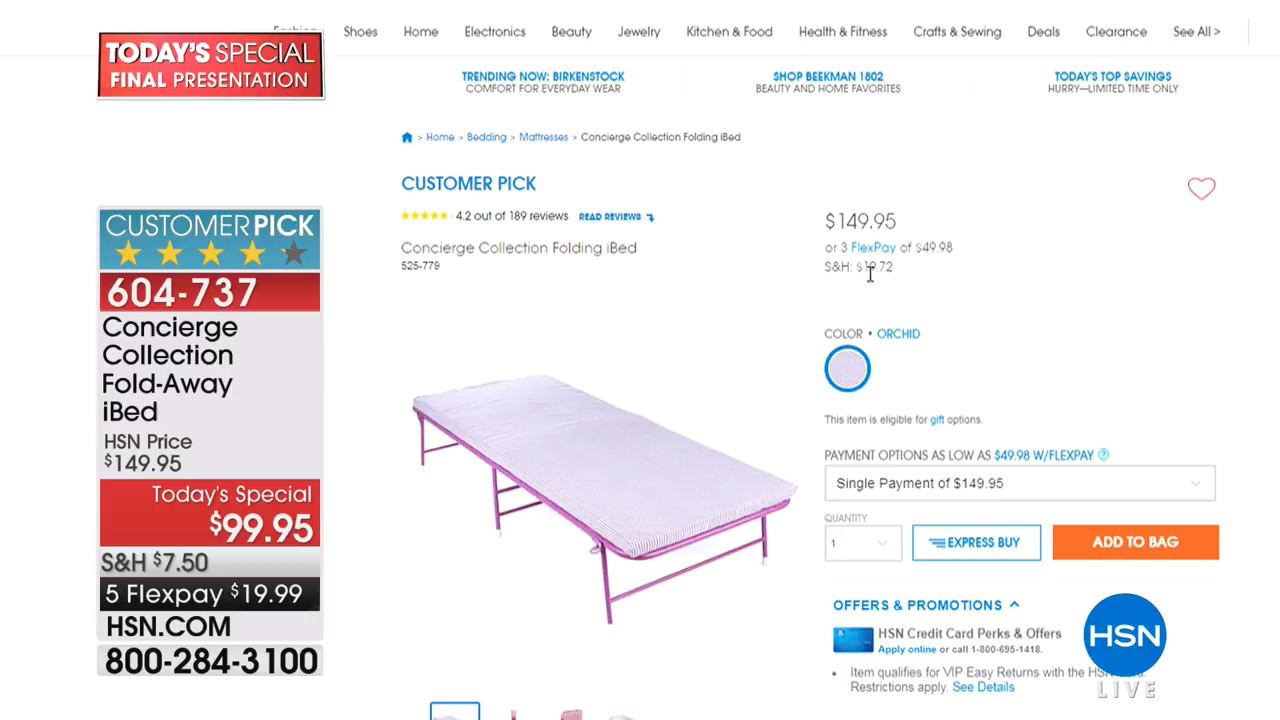 Fashion
Shoes
Home
Electronics
Beauty
Jewelry
Kitchen & Food
Health & Fitness
Crafts & Sewing
Deals
Clearance
See All >
TODAY'S SPECIAL
FINAL PRESENTATION
TRENDING NOW: BIRKENSTOCK
COMFORT FOR EVERYDAY WEAR
SHOP BEEKMAN 1802
BEAUTY AND HOME FAVORITES
TODAY'S TOP SAVINGS
HURRY—LIMITED TIME ONLY
> Home > Bedding > Mattresses > Concierge Collection Folding iBed
CUSTOMER PICK
4.2 out of 189 reviews READ REVIEWS
Concierge Collection Folding iBed
525-779
$149.95
or 3 FlexPay of $49.98
S&H: $19.72
COLOR • ORCHID
This item is eligible for gift options.
PAYMENT OPTIONS AS LOW AS $49.98 W/FLEXPAY ?
Single Payment of $149.95
QUANTITY
1
EXPRESS BUY
ADD TO BAG
OFFERS & PROMOTIONS
HSN Credit Card Perks & Offers
Apply online or call 1-800-695-1418.
• Item qualifies for VIP Easy Returns with the HSN
Restrictions apply. See Details
CUSTOMER PICK
604-737
Concierge
Collection
Fold-Away
iBed
HSN Price
$149.95
Today's Special
$99.95
S&H $7.50
5 Flexpay $19.99
HSN.COM
800-284-3100
HSN
LIVE